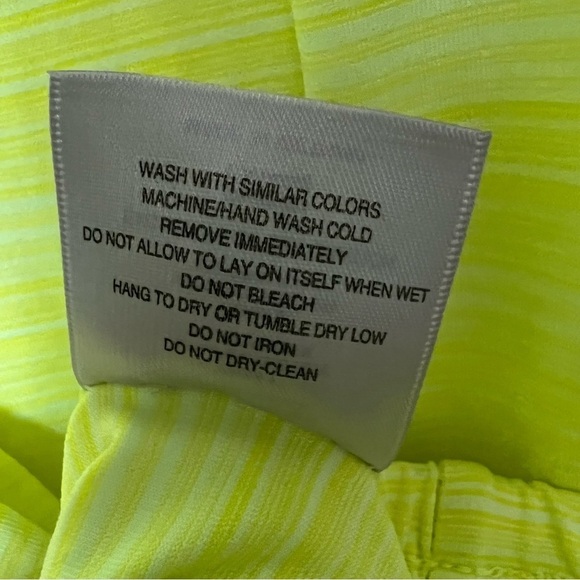 WASH WITH SIMILAR COLORS
MACHINE/HAND WASH COLD
REMOVE IMMEDIATELY
DO NOT ALLOW TO LAY ON ITSELF WHEN WET
DO NOT BLEACH
HANG TO DRY OR TUMBLE DRY LOW
DO NOT IRON
DO NOT DRY-CLEAN